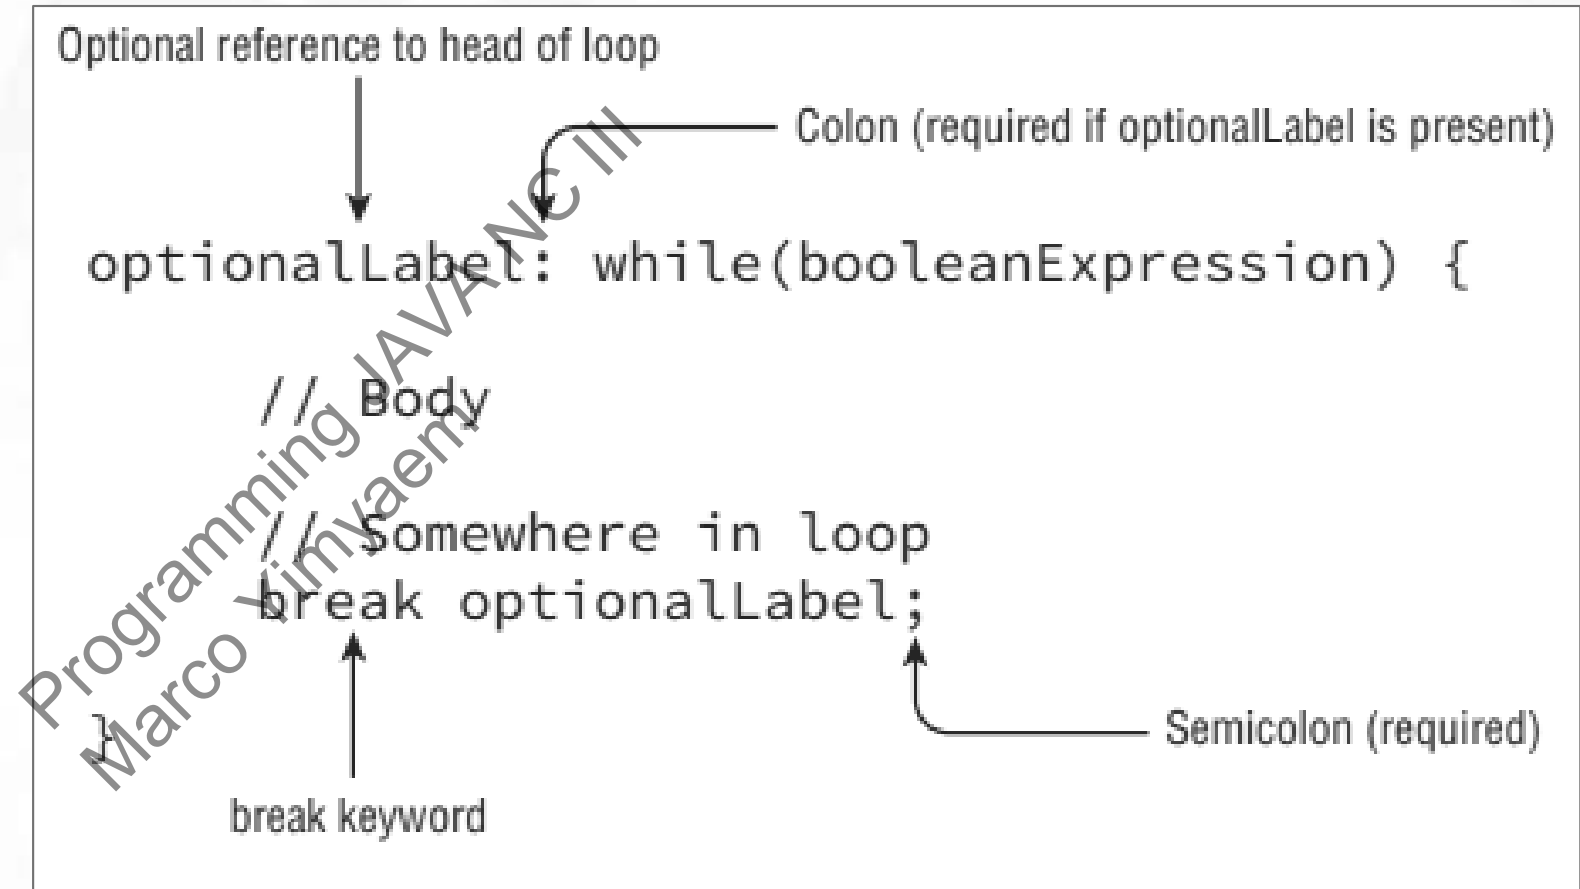 Optional reference to head of loop
Colon (required if optionalLabel is present)
optionalLabel: while(booleanExpression) {
// Body
// Somewhere in loop
break optionalLabel;
}
Semicolon (required)
break keyword
Programming JAVA NC III
Marco Yimyaem